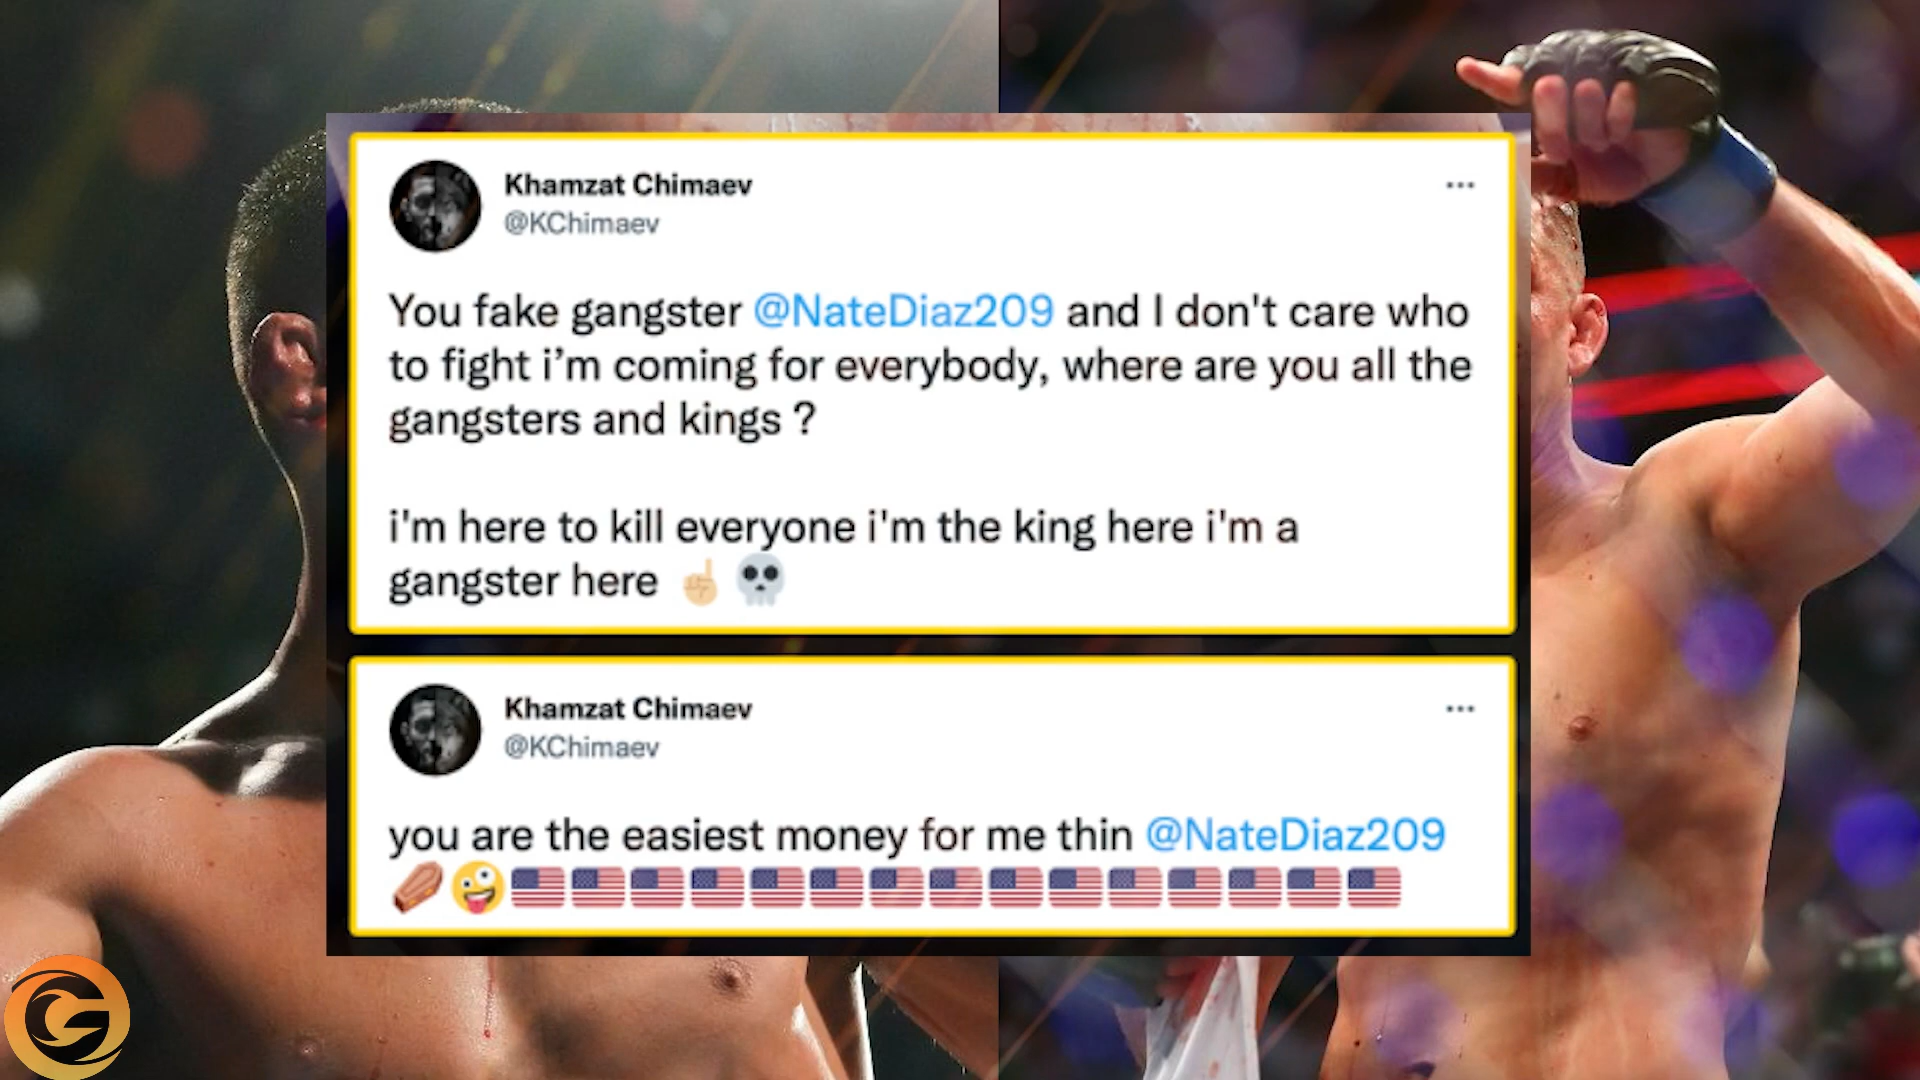 Khamzat Chimaev
@KChimaev
You fake gangster @NateDiaz209 and I don't care who
to fight i’m coming for everybody, where are you all the
gangsters and kings ?
i'm here to kill everyone i'm the king here i'm a
gangster here ☝🏼💀
Khamzat Chimaev
@KChimaev
you are the easiest money for me thin @NateDiaz209
⚰️🤪🇺🇸🇺🇸🇺🇸🇺🇸🇺🇸🇺🇸🇺🇸🇺🇸🇺🇸🇺🇸🇺🇸🇺🇸🇺🇸🇺🇸🇺🇸